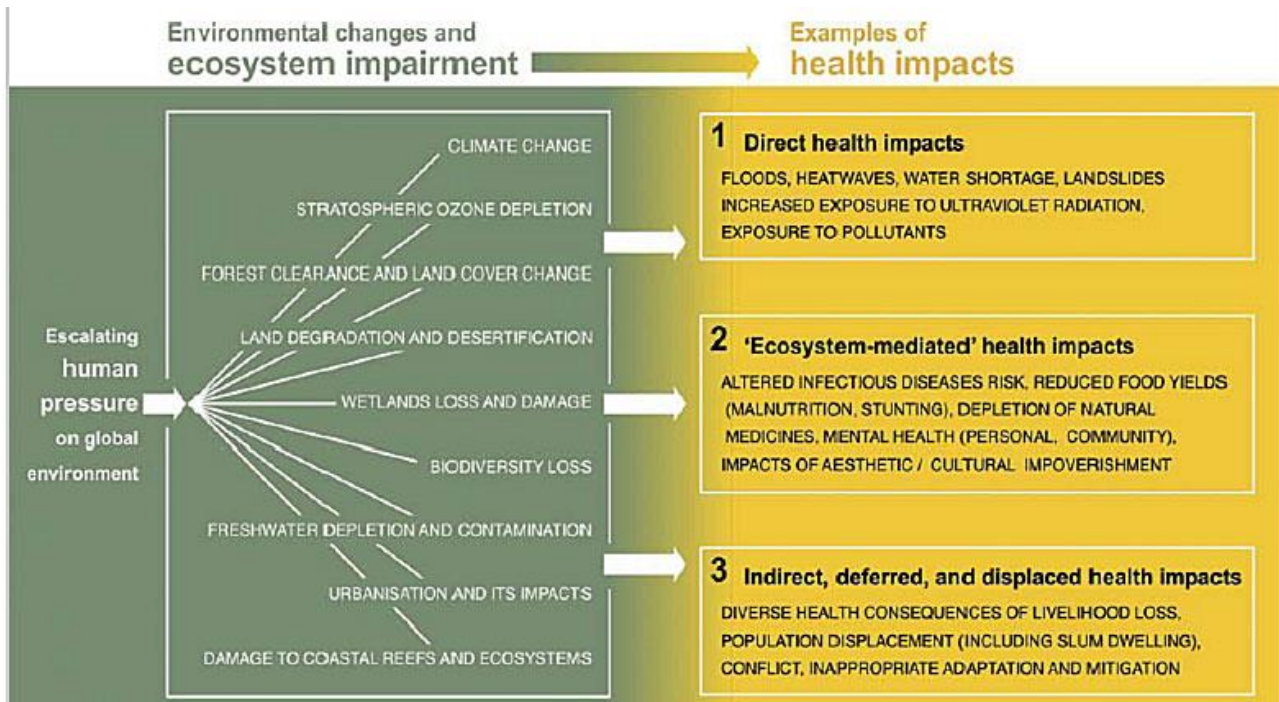 Environmental changes and
ecosystem impairment
Examples of
health impacts
Escalating
human
pressure
on global
environment
CLIMATE CHANGE
STRATOSPHERIC OZONE DEPLETION
FOREST CLEARANCE AND LAND COVER CHANGE
LAND DEGRADATION AND DESERTIFICATION
WETLANDS LOSS AND DAMAGE
BIODIVERSITY LOSS
FRESHWATER DEPLETION AND CONTAMINATION
URBANISATION AND ITS IMPACTS
DAMAGE TO COASTAL REEFS AND ECOSYSTEMS
1 Direct health impacts
FLOODS, HEATWAVES, WATER SHORTAGE, LANDSLIDES
INCREASED EXPOSURE TO ULTRAVIOLET RADIATION,
EXPOSURE TO POLLUTANTS
2 ‘Ecosystem-mediated’ health impacts
ALTERED INFECTIOUS DISEASES RISK, REDUCED FOOD YIELDS
(MALNUTRITION, STUNTING), DEPLETION OF NATURAL
MEDICINES, MENTAL HEALTH (PERSONAL, COMMUNITY),
IMPACTS OF AESTHETIC / CULTURAL IMPOVERISHMENT
3 Indirect, deferred, and displaced health impacts
DIVERSE HEALTH CONSEQUENCES OF LIVELIHOOD LOSS,
POPULATION DISPLACEMENT (INCLUDING SLUM DWELLING),
CONFLICT, INAPPROPRIATE ADAPTATION AND MITIGATION